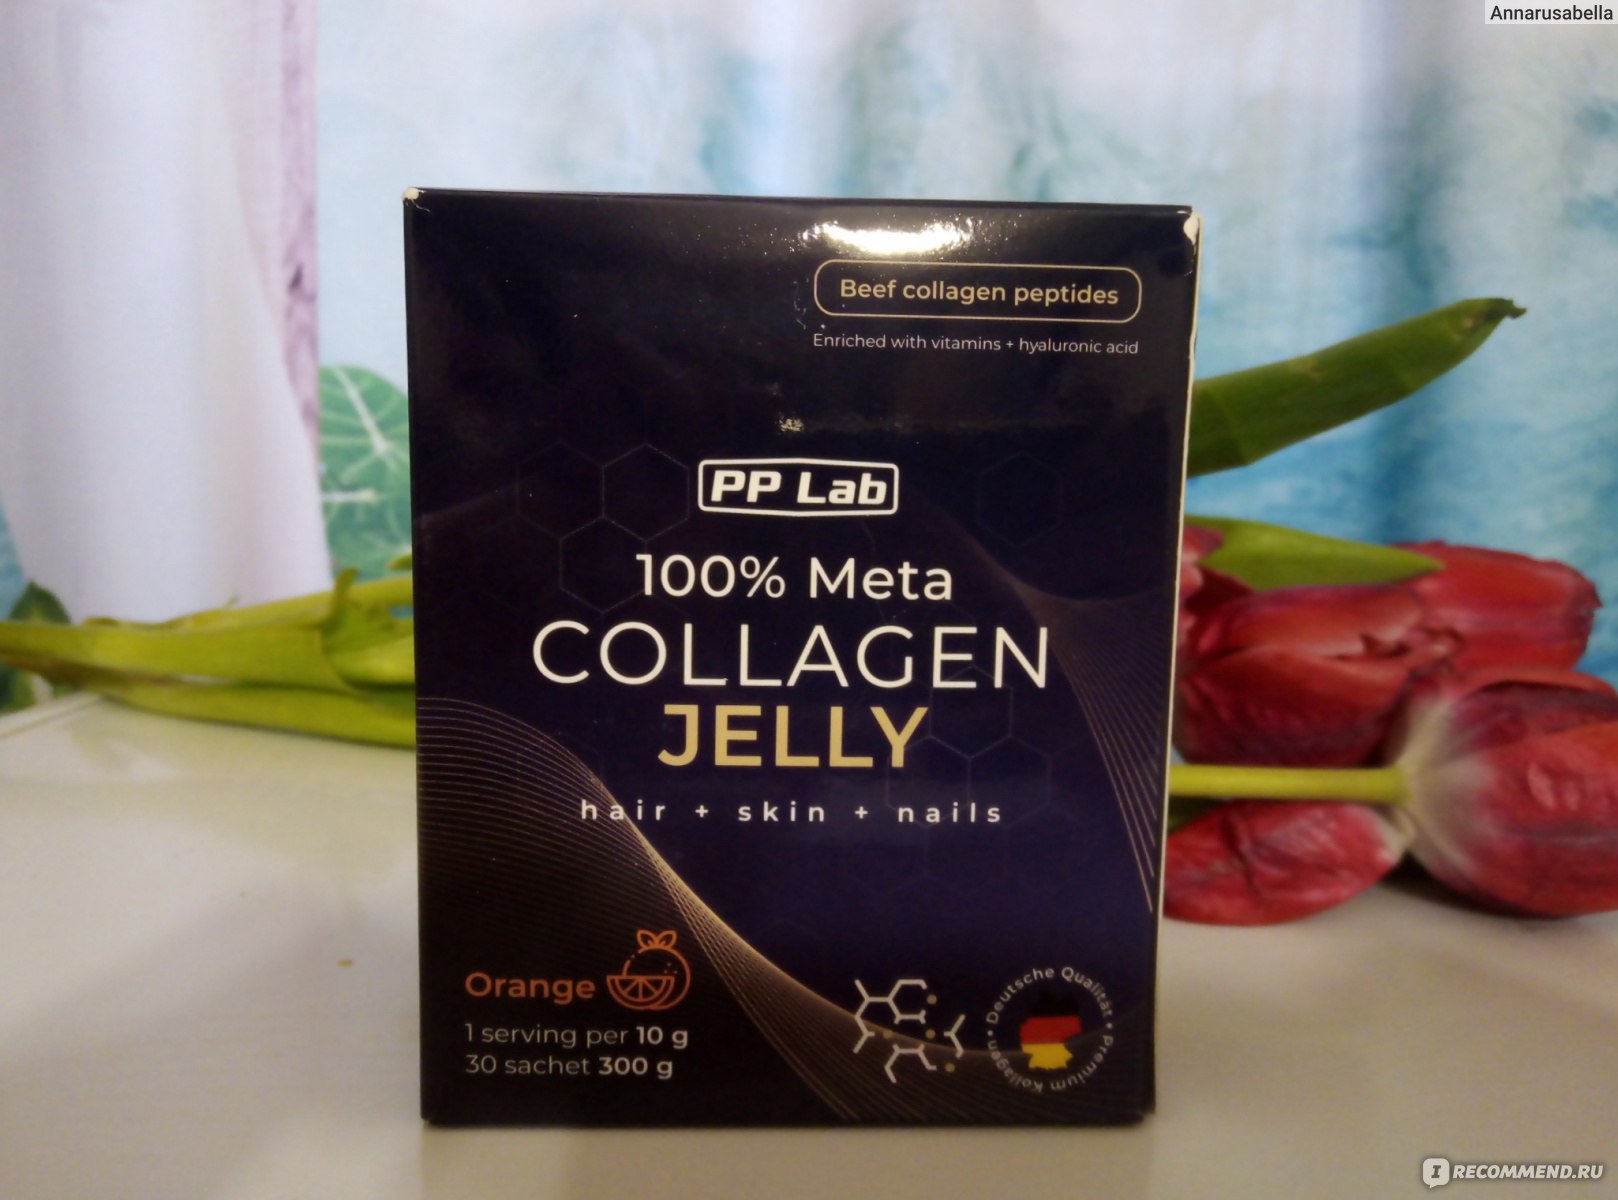 Annarusabella
Beef collagen peptides
Enriched with vitamins + hyaluronic acid
PP Lab
100% Meta
COLLAGEN
JELLY
hair + skin + nails
Orange
1 serving per 10 g
30 sachet 300 g
Deutsche Qualität • Premium Kollagen •
I RECOMMEND.RU